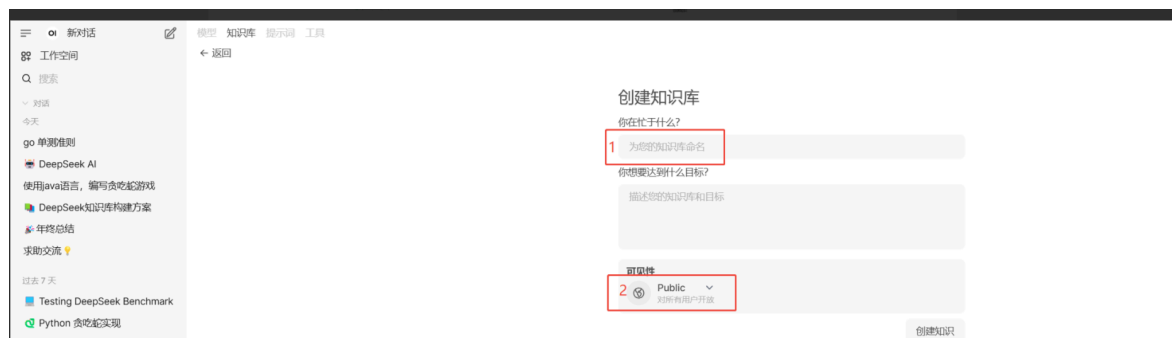 OI 新对话
工作空间
搜索
对话
今天
go 单测准则
DeepSeek AI
使用java语言，编写贪吃蛇游戏
DeepSeek知识库构建方案
年终总结
求助交流
过去 7 天
Testing DeepSeek Benchmark
Python 贪吃蛇实现
模型 知识库 提示词 工具
← 返回
创建知识库
你在忙于什么?
1 为您的知识库命名
你想要达到什么目标?
描述您的知识库和目标
可见性
2 Public
对所有用户开放
创建知识